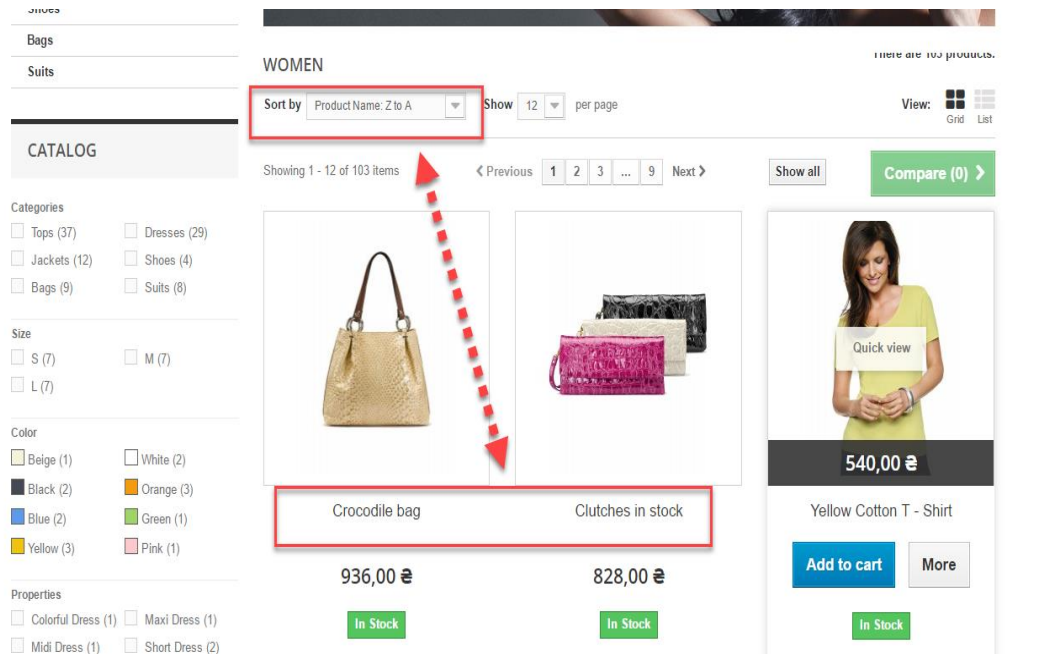 Shoes
Bags
Suits
CATALOG
Categories
Tops (37) Dresses (29)
Jackets (12) Shoes (4)
Bags (9) Suits (8)
Size
S (7) M (7)
L (7)
Color
Beige (1) White (2)
Black (2) Orange (3)
Blue (2) Green (1)
Yellow (3) Pink (1)
Properties
Colorful Dress (1) Maxi Dress (1)
Midi Dress (1) Short Dress (2)
WOMEN
There are 103 products.
Sort by Product Name: Z to A Show 12 per page
View:
Grid List
Showing 1 - 12 of 103 items Previous 1 2 3 ... 9 Next Show all Compare (0)
Quick view
540,00 ₴
Crocodile bag Clutches in stock Yellow Cotton T - Shirt
936,00 ₴ 828,00 ₴ Add to cart More
In Stock In Stock In Stock